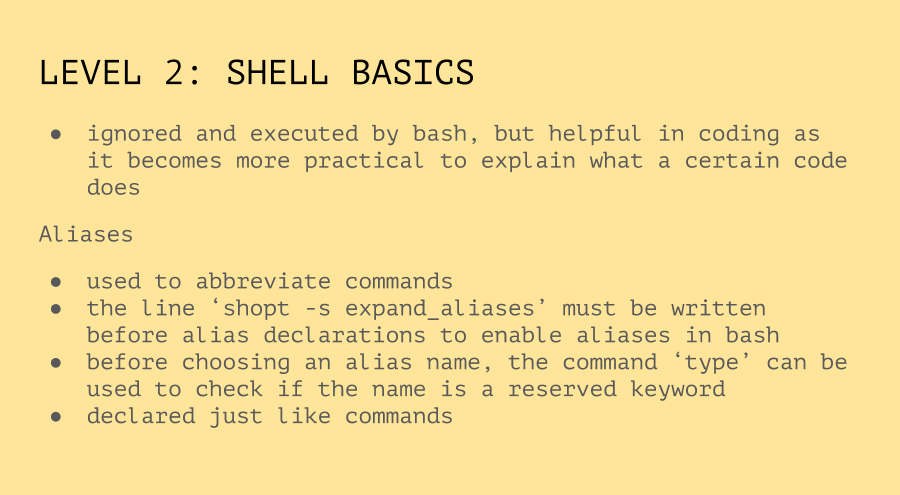 LEVEL 2: SHELL BASICS
● ignored and executed by bash, but helpful in coding as
it becomes more practical to explain what a certain code
does
Aliases
● used to abbreviate commands
● the line ‘shopt -s expand_aliases’ must be written
before alias declarations to enable aliases in bash
● before choosing an alias name, the command ‘type’ can be
used to check if the name is a reserved keyword
● declared just like commands